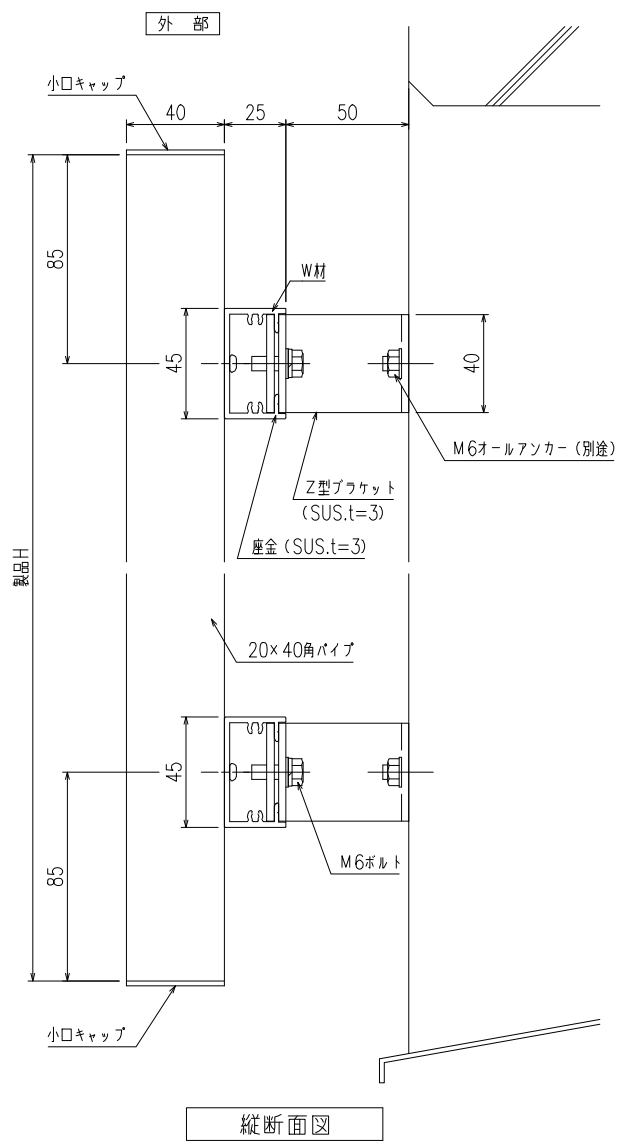 外 部
小口キャップ
40
25
50
85
W材
45
40
M6オールアンカー(別途)
Z型ブラケット
(SUS.t=3)
座金(SUS.t=3)
製品H
20×40角パイプ
45
85
M6ボルト
小口キャップ
縦断面図